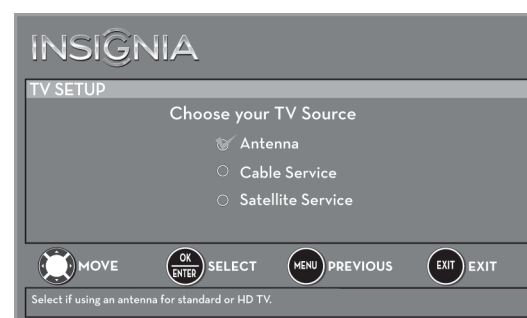 INSIGNIA
TV SETUP
Choose your TV Source
Antenna
Cable Service
Satellite Service
MOVE OK ENTER SELECT MENU PREVIOUS EXIT EXIT
Select if using an antenna for standard or HD TV.